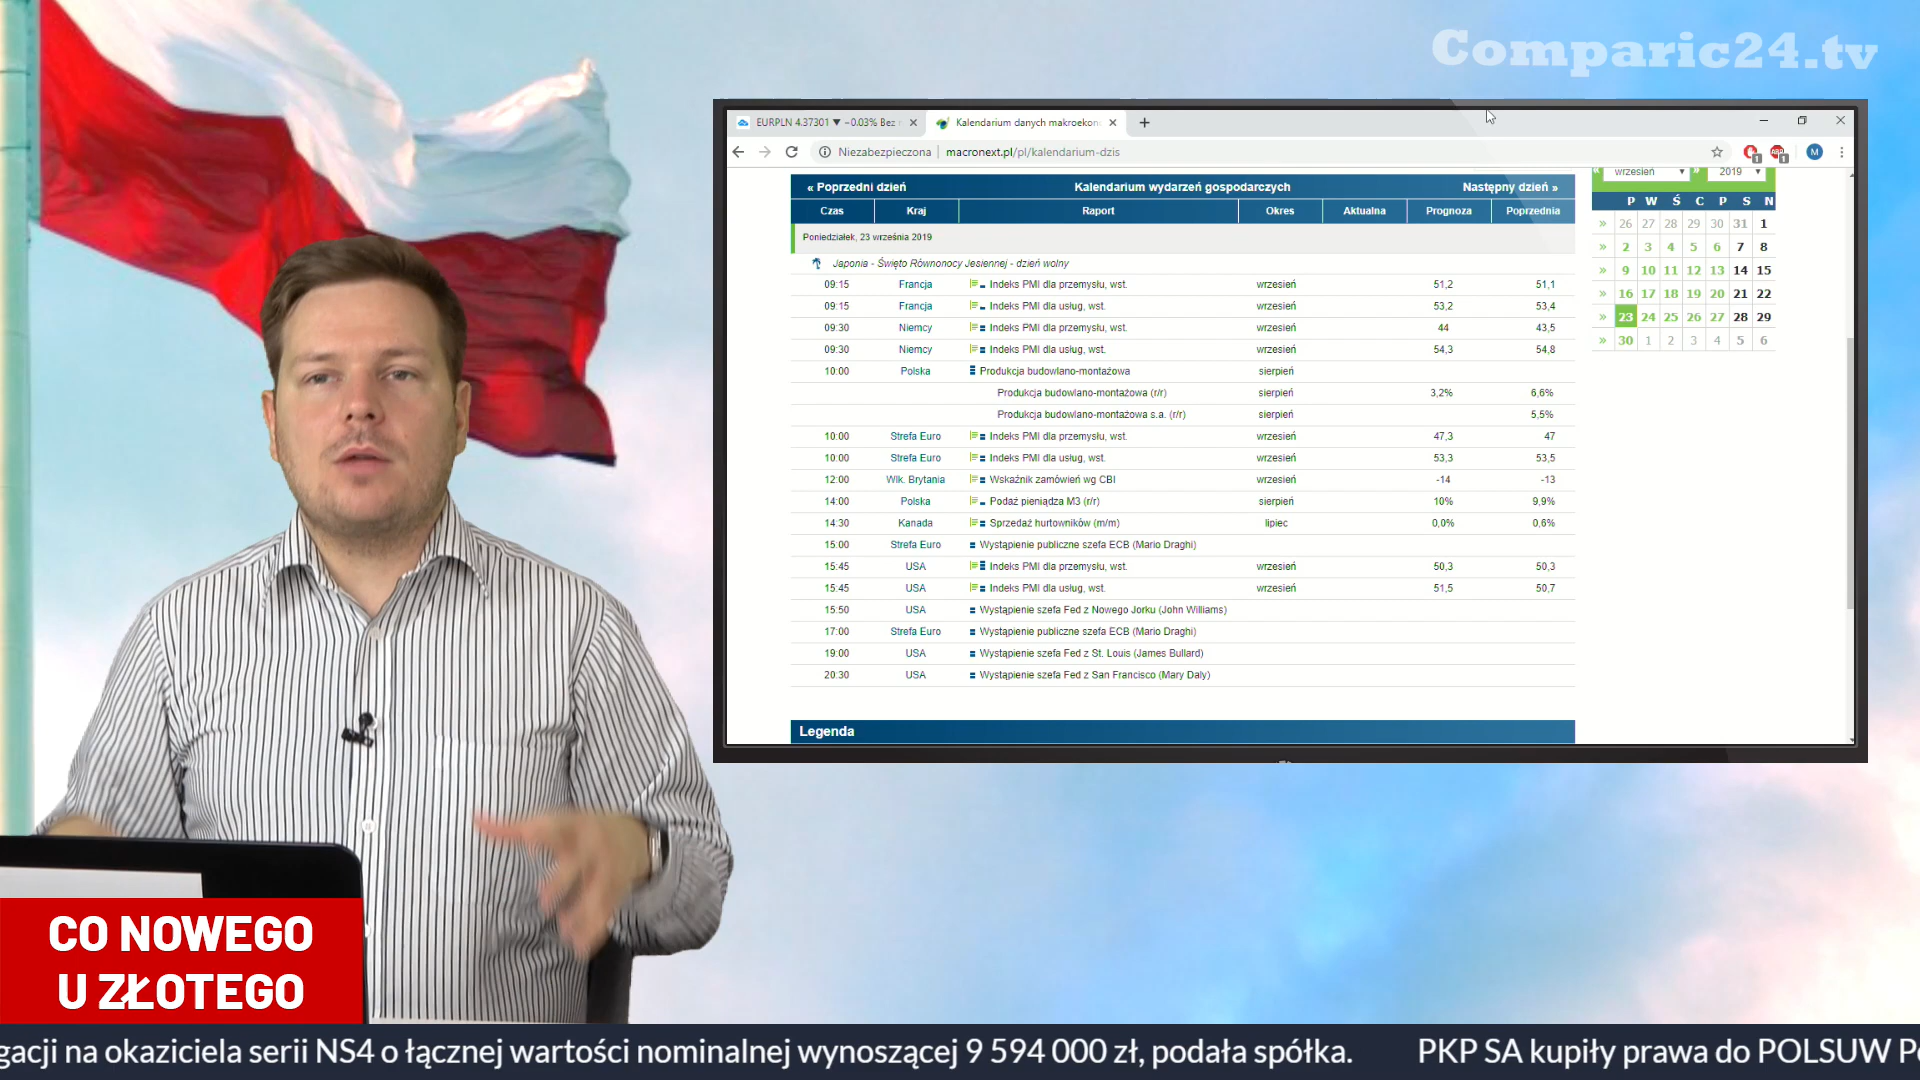 Comparic24.tv
EURPLN 4.37301 ▼ −0.03% Bez
Kalendarium danych makroekon
Niezabezpieczona | macronext.pl/pl/kalendarium-dzis
M
« Poprzedni dzień Kalendarium wydarzeń gospodarczych Następny dzień »
Czas Kraj Raport Okres Aktualna Prognoza Poprzednia
Poniedziałek, 23 września 2019
Japonia - Święto Równonocy Jesiennej - dzień wolny
09:15 Francja Indeks PMI dla przemysłu, wst. wrzesień 51,2 51,1
09:15 Francja Indeks PMI dla usług, wst. wrzesień 53,2 53,4
09:30 Niemcy Indeks PMI dla przemysłu, wst. wrzesień 44 43,5
09:30 Niemcy Indeks PMI dla usług, wst. wrzesień 54,3 54,8
10:00 Polska Produkcja budowlano-montażowa sierpień
Produkcja budowlano-montażowa (r/r) sierpień 3,2% 6,6%
Produkcja budowlano-montażowa s.a. (r/r) sierpień 5,5%
10:00 Strefa Euro Indeks PMI dla przemysłu, wst. wrzesień 47,3 47
10:00 Strefa Euro Indeks PMI dla usług, wst. wrzesień 53,3 53,5
12:00 Wlk. Brytania Wskaźnik zamówień wg CBI wrzesień -14 -13
14:00 Polska Podaż pieniądza M3 (r/r) sierpień 10% 9,9%
14:30 Kanada Sprzedaż hurtowników (m/m) lipiec 0,0% 0,6%
15:00 Strefa Euro Wystąpienie publiczne szefa ECB (Mario Draghi)
15:45 USA Indeks PMI dla przemysłu, wst. wrzesień 50,3 50,3
15:45 USA Indeks PMI dla usług, wst. wrzesień 51,5 50,7
15:50 USA Wystąpienie szefa Fed z Nowego Jorku (John Williams)
17:00 Strefa Euro Wystąpienie publiczne szefa ECB (Mario Draghi)
19:00 USA Wystąpienie szefa Fed z St. Louis (James Bullard)
20:30 USA Wystąpienie szefa Fed z San Francisco (Mary Daly)
Legenda
« wrzesień » 2019
P W Ś C P S N
» 26 27 28 29 30 31 1
» 2 3 4 5 6 7 8
» 9 10 11 12 13 14 15
» 16 17 18 19 20 21 22
» 23 24 25 26 27 28 29
» 30 1 2 3 4 5 6
CO NOWEGO
U ZŁOTEGO
gacji na okaziciela serii NS4 o łącznej wartości nominalnej wynoszącej 9 594 000 zł, podała spółka. PKP SA kupiły prawa do POLSUW P